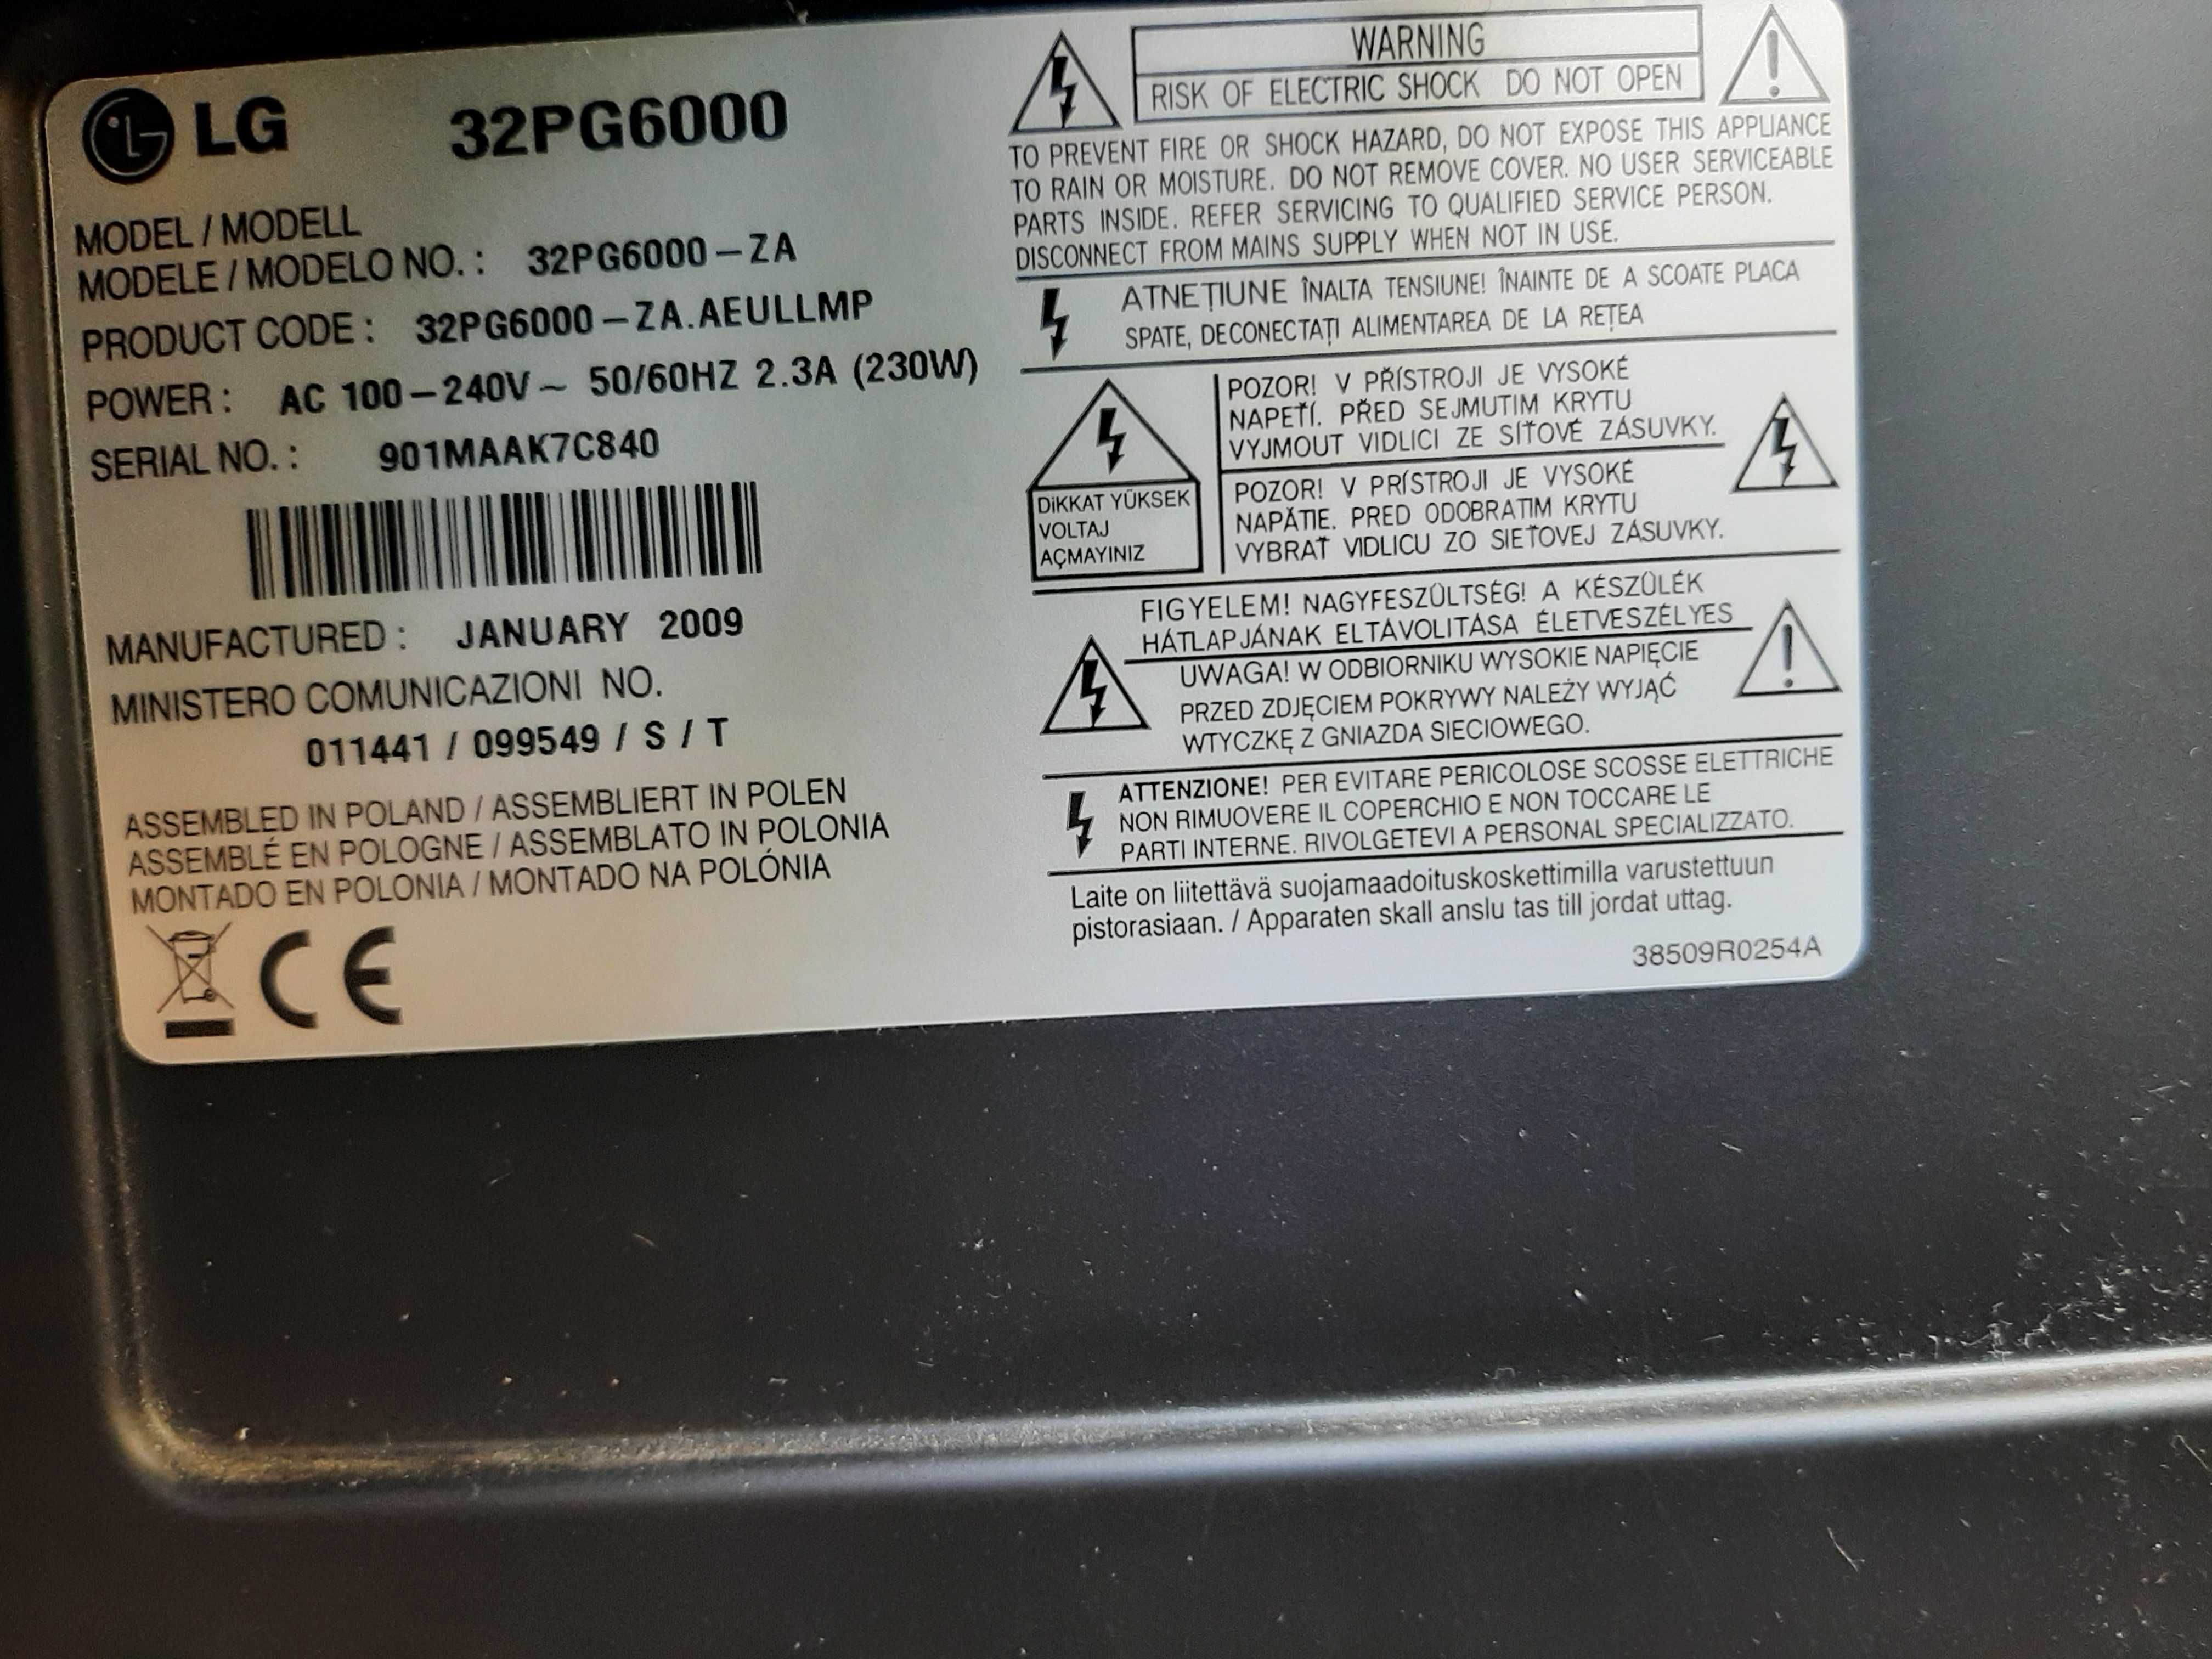 LG 32PG6000
MODEL / MODELL
MODELE / MODELO NO. : 32PG6000-ZA
PRODUCT CODE : 32PG6000-ZA.AEULLMP
POWER : AC 100-240V~ 50/60HZ 2.3A (230W)
SERIAL NO. : 901MAAK7C840
MANUFACTURED : JANUARY 2009
MINISTERO COMUNICAZIONI NO.
011441 / 099549 / S / T
ASSEMBLED IN POLAND / ASSEMBLIERT IN POLEN
ASSEMBLÉ EN POLOGNE / ASSEMBLATO IN POLONIA
MONTADO EN POLONIA / MONTADO NA POLÓNIA
CE
WARNING
RISK OF ELECTRIC SHOCK DO NOT OPEN
TO PREVENT FIRE OR SHOCK HAZARD, DO NOT EXPOSE THIS APPLIANCE
TO RAIN OR MOISTURE. DO NOT REMOVE COVER. NO USER SERVICEABLE
PARTS INSIDE. REFER SERVICING TO QUALIFIED SERVICE PERSON.
DISCONNECT FROM MAINS SUPPLY WHEN NOT IN USE.
ATNEȚIUNE ÎNALTA TENSIUNE! ÎNAINTE DE A SCOATE PLACA
SPATE, DECONECTAȚI ALIMENTAREA DE LA REȚEA
DİKKAT YÜKSEK
VOLTAJ
AÇMAYINIZ
POZOR! V PŘÍSTROJI JE VYSOKÉ
NAPETÍ. PŘED SEJMUTIM KRYTU
VYJMOUT VIDLICI ZE SÍŤOVÉ ZÁSUVKY.
POZOR! V PRÍSTROJI JE VYSOKÉ
NAPÄTIE. PRED ODOBRATIM KRYTU
VYBRAŤ VIDLICU ZO SIEŤOVEJ ZÁSUVKY.
FIGYELEM! NAGYFESZÜLTSÉG! A KÉSZÜLÉK
HÁTLAPJÁNAK ELTÁVOLITÁSA ÉLETVESZÉLYES
UWAGA! W ODBIORNIKU WYSOKIE NAPIĘCIE
PRZED ZDJĘCIEM POKRYWY NALEŻY WYJĄĆ
WTYCZKĘ Z GNIAZDA SIECIOWEGO.
ATTENZIONE! PER EVITARE PERICOLOSE SCOSSE ELETTRICHE
NON RIMUOVERE IL COPERCHIO E NON TOCCARE LE
PARTI INTERNE. RIVOLGETEVI A PERSONAL SPECIALIZZATO.
Laite on liitettävä suojamaadoituskoskettimilla varustettuun
pistorasiaan. / Apparaten skall anslu tas till jordat uttag.
38509R0254A